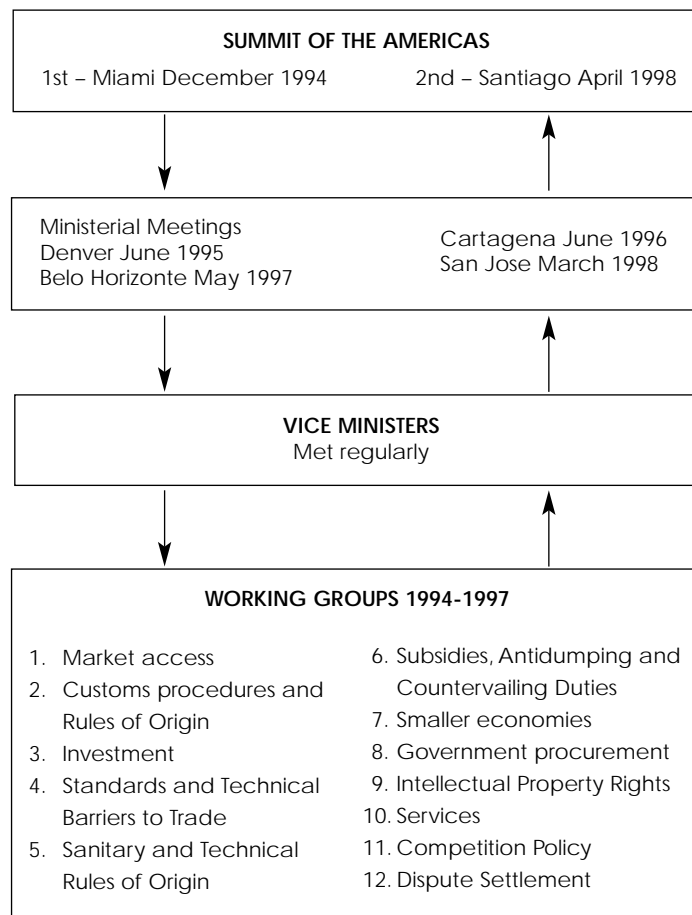 SUMMIT OF THE AMERICAS
1st – Miami December 1994
2nd – Santiago April 1998
Ministerial Meetings
Denver June 1995
Belo Horizonte May 1997
Cartagena June 1996
San Jose March 1998
VICE MINISTERS
Met regularly
WORKING GROUPS 1994-1997
1. Market access
2. Customs procedures and
Rules of Origin
3. Investment
4. Standards and Technical
Barriers to Trade
5. Sanitary and Technical
Rules of Origin
6. Subsidies, Antidumping and
Countervailing Duties
7. Smaller economies
8. Government procurement
9. Intellectual Property Rights
10. Services
11. Competition Policy
12. Dispute Settlement